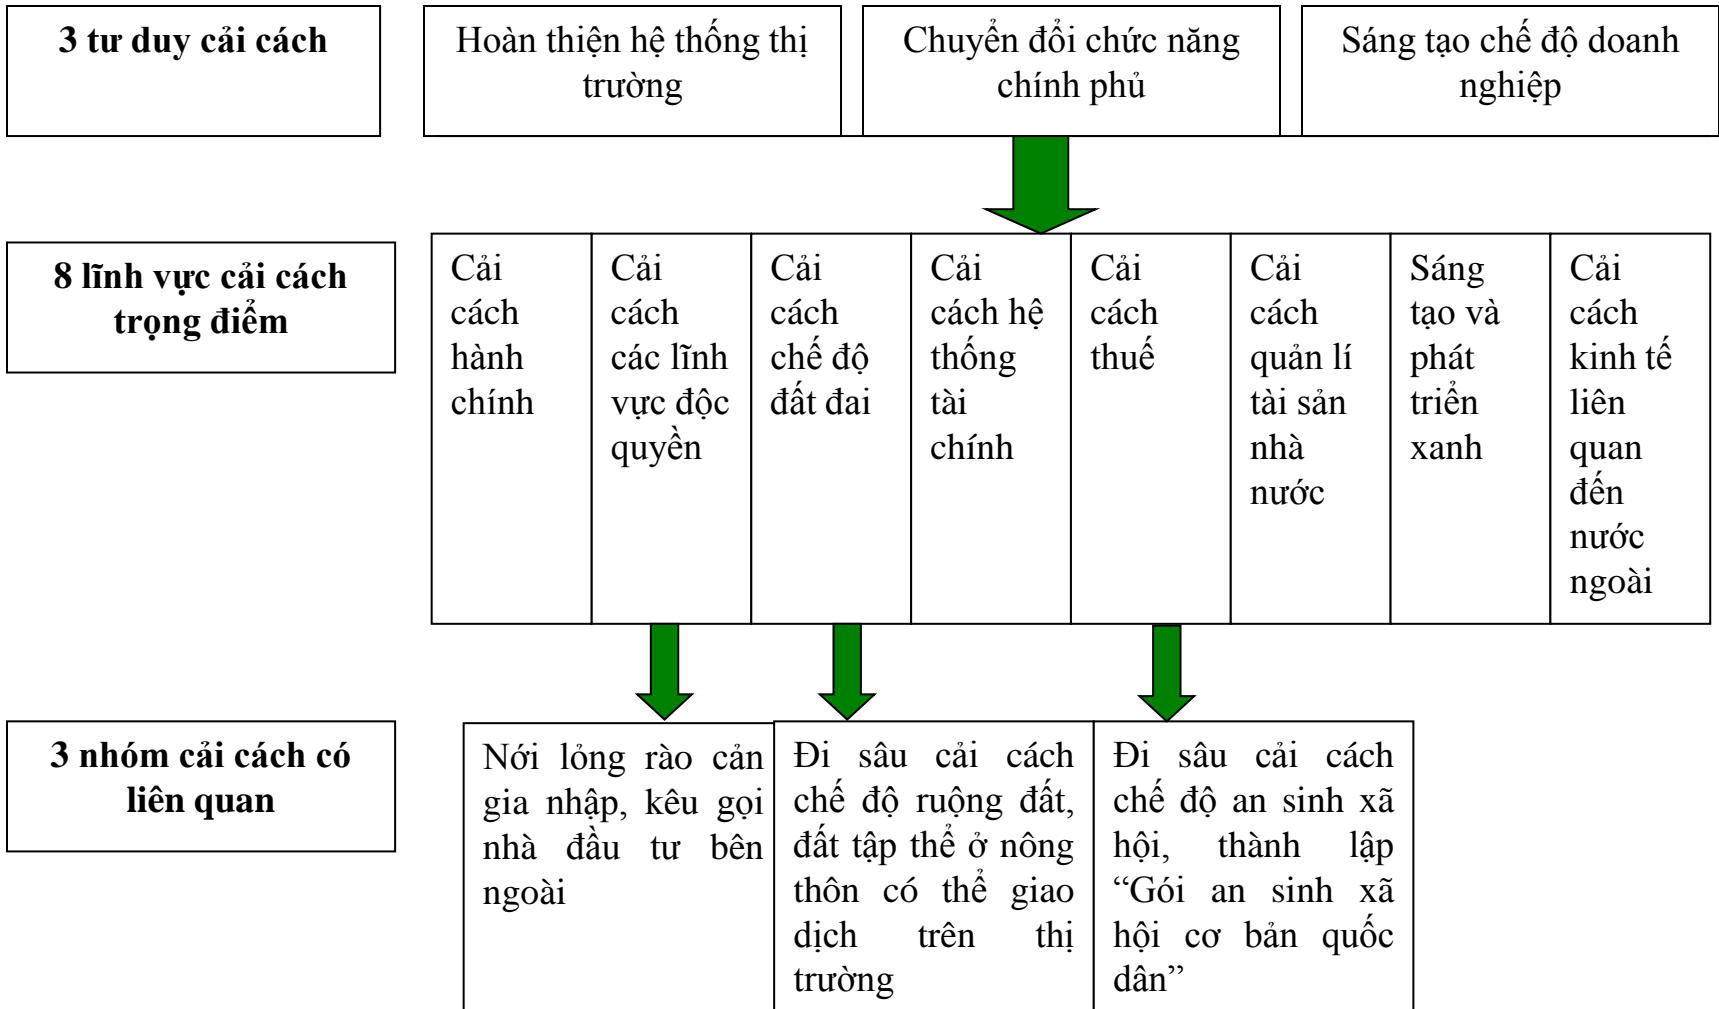 3 tư duy cải cách
Hoàn thiện hệ thống thị
trường
Chuyển đổi chức năng
chính phủ
Sáng tạo chế độ doanh
nghiệp
8 lĩnh vực cải cách
trọng điểm
Cải
cách
hành
chính
Cải
cách
các lĩnh
vực độc
quyền
Cải
cách
chế độ
đất đai
Cải
cách hệ
thống
tài
chính
Cải
cách
thuế
Cải
cách
quản lí
tài sản
nhà
nước
Sáng
tạo và
phát
triển
xanh
Cải
cách
kinh tế
liên
quan
đến
nước
ngoài
3 nhóm cải cách có
liên quan
Nới lỏng rào cản
gia nhập, kêu gọi
nhà đầu tư bên
ngoài
Đi sâu cải cách
chế độ ruộng đất,
đất tập thể ở nông
thôn có thể giao
dịch trên thị
trường
Đi sâu cải cách
chế độ an sinh xã
hội, thành lập
“Gói an sinh xã
hội cơ bản quốc
dân”